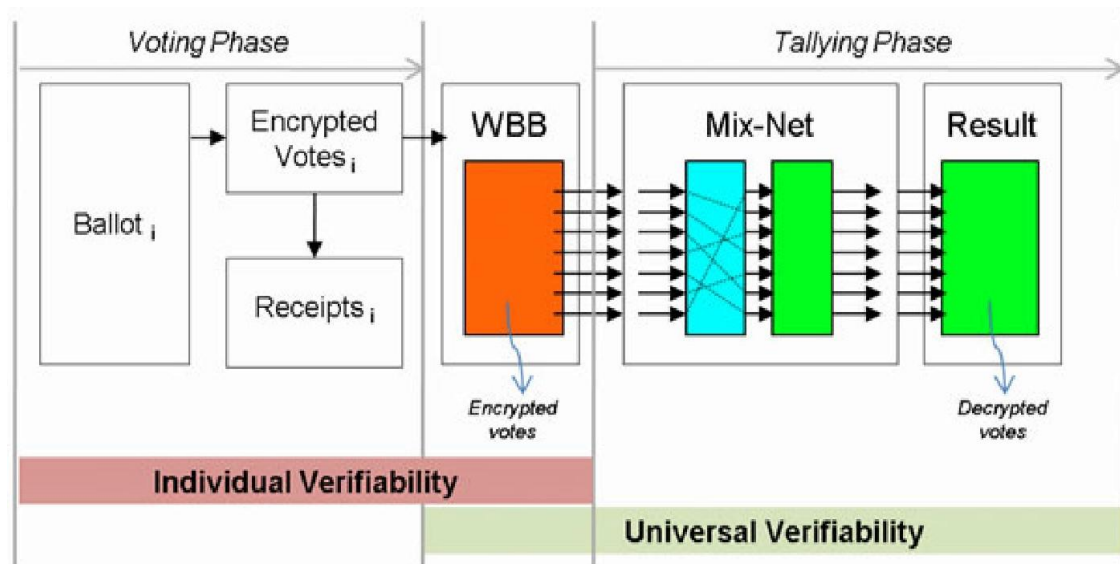 Voting Phase
Tallying Phase
Ballot i
Encrypted
Votes i
Receipts i
WBB
Encrypted
votes
Mix-Net
Result
Decrypted
votes
Individual Verifiability
Universal Verifiability